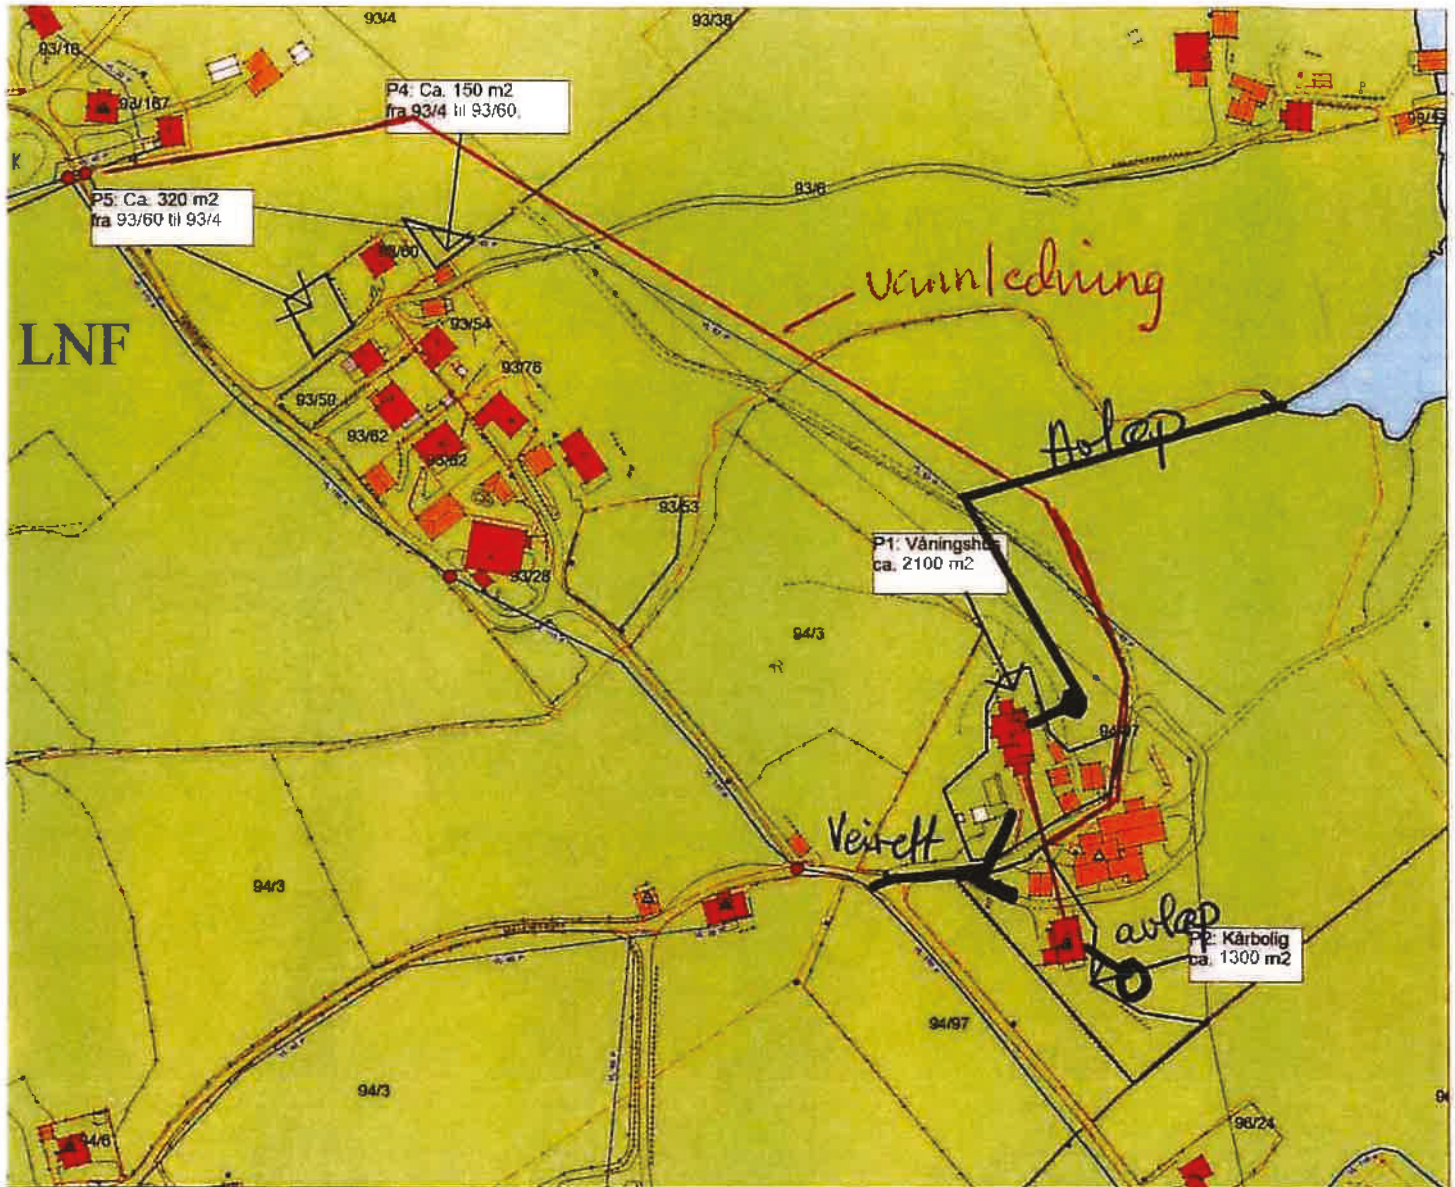 93/4
93/38
93/16
93/167
P4: Ca. 150 m2
fra 93/4 til 93/60,
K
93/6
P5: Ca. 320 m2
fra 93/60 til 93/4
93/60
Vannledning
LNF
93/54
93/76
93/59
93/62
93/62
Avløp
93/53
P1: Våningshus
ca. 2100 m2
93/28
94/3
94/97
Veirett
94/3
avløp
P2: Kårbolig
ca. 1300 m2
94/97
94/3
94/6
96/24